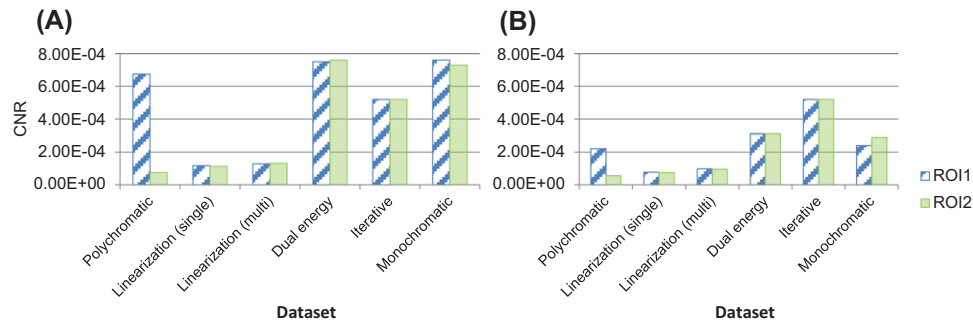 (A)
CNR
8.00E-04
6.00E-04
4.00E-04
2.00E-04
0.00E+00
Polychromatic
Linearization (single)
Linearization (multi)
Dual energy
Iterative
Monochromatic
Dataset
(B)
8.00E-04
6.00E-04
4.00E-04
2.00E-04
0.00E+00
Polychromatic
Linearization (single)
Linearization (multi)
Dual energy
Iterative
Monochromatic
Dataset
ROI1
ROI2